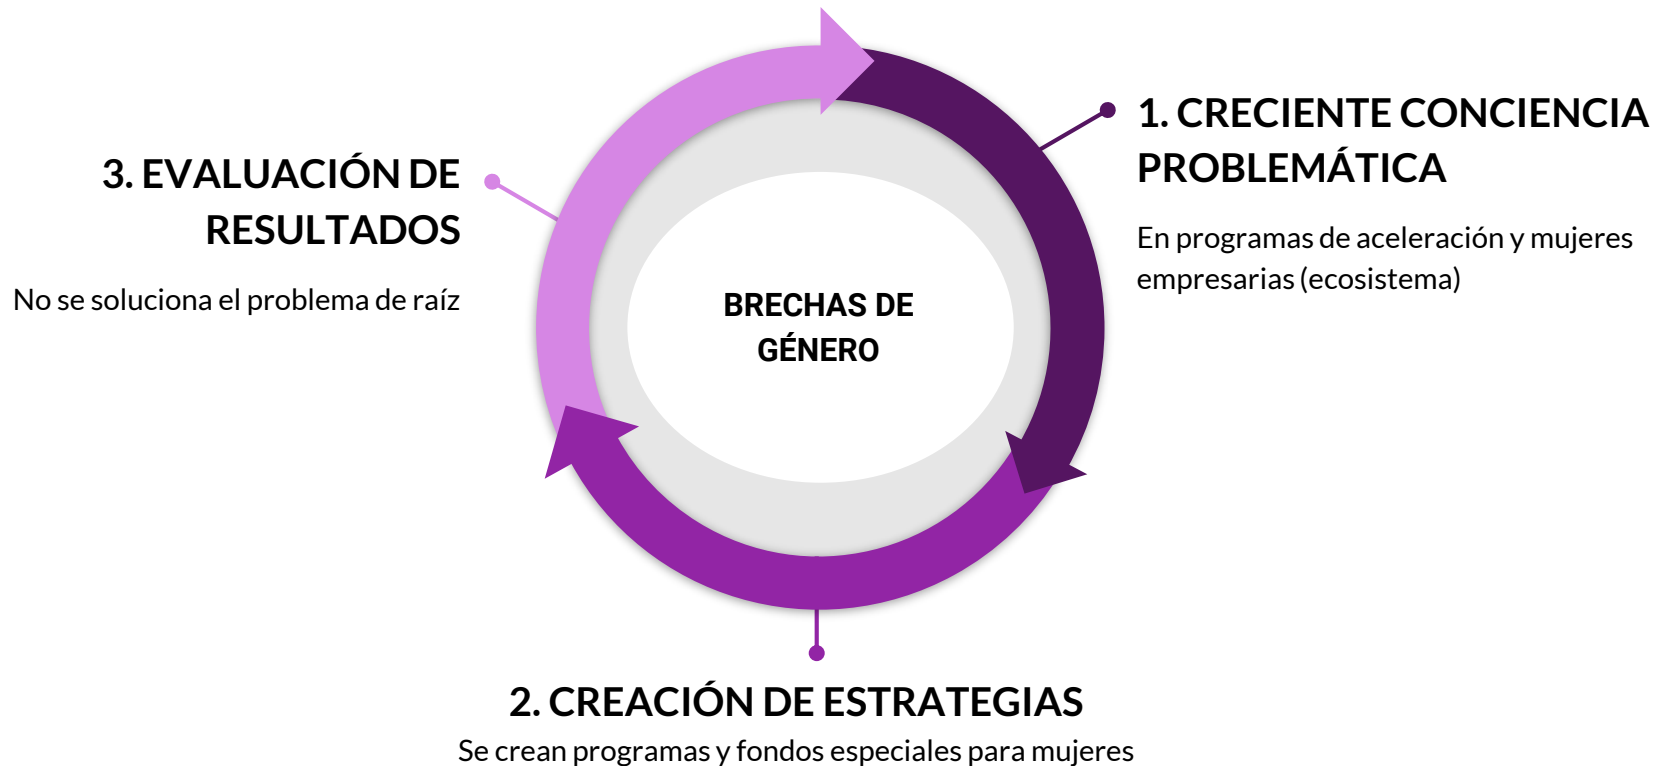 1. CRECIENTE CONCIENCIA
PROBLEMÁTICA
En programas de aceleración y mujeres
empresarias (ecosistema)
3. EVALUACIÓN DE
RESULTADOS
No se soluciona el problema de raíz
BRECHAS DE
GÉNERO
2. CREACIÓN DE ESTRATEGIAS
Se crean programas y fondos especiales para mujeres